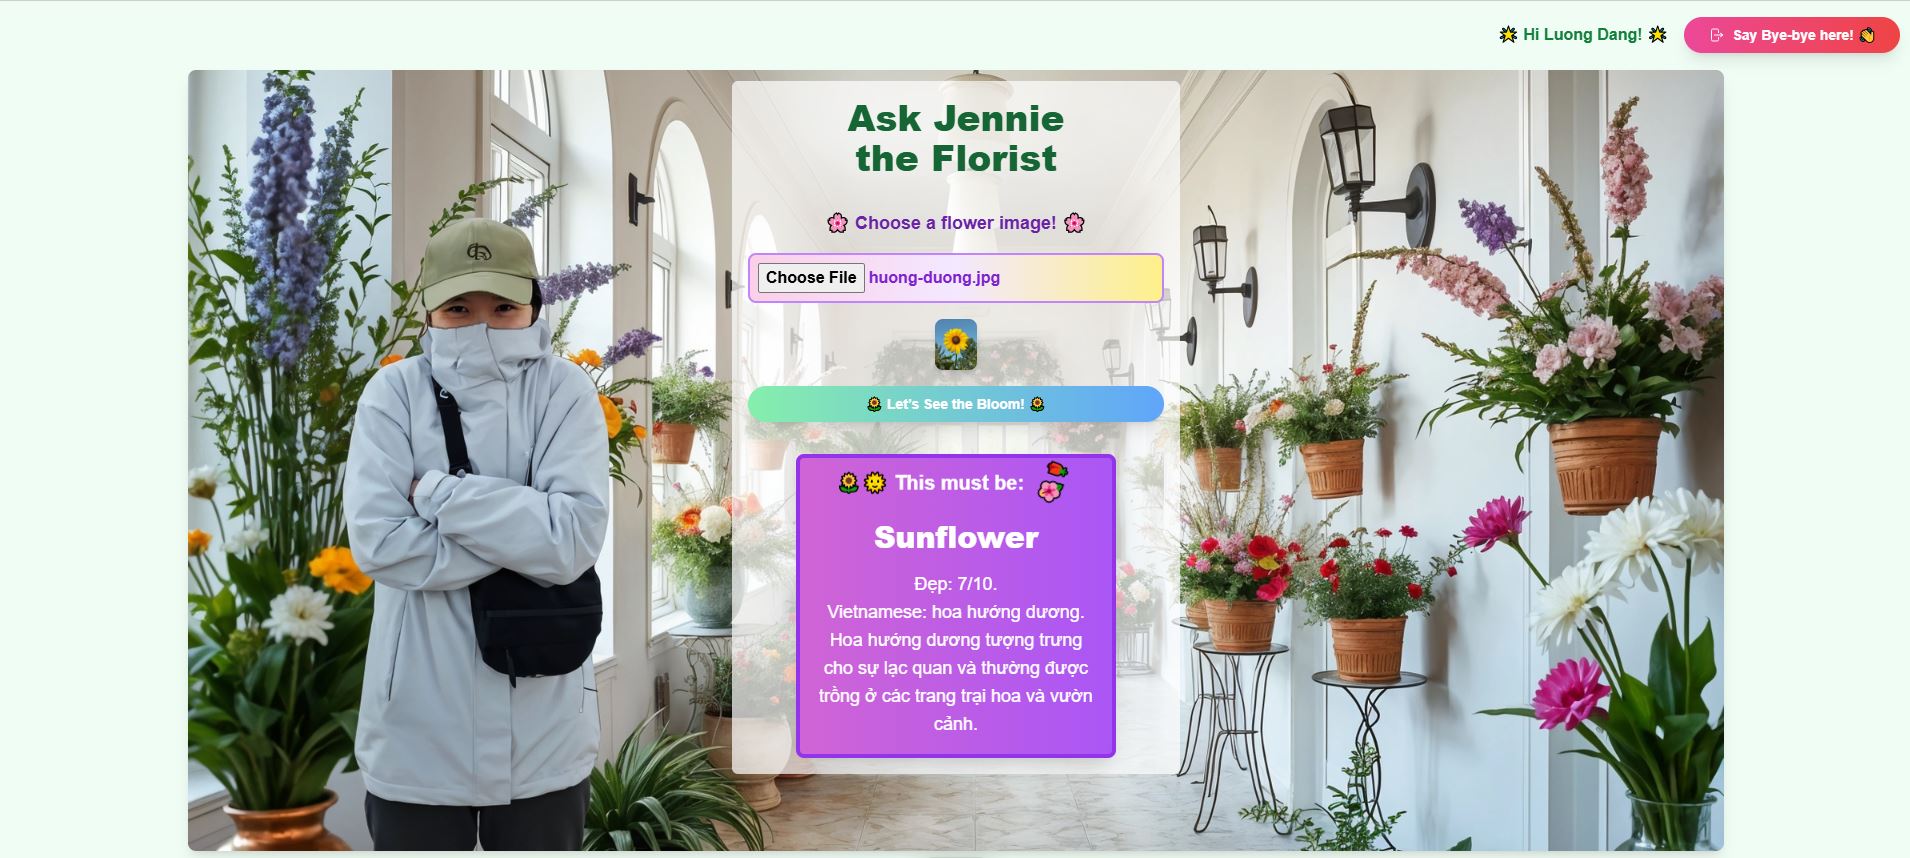 Hi Luong Dang!
Say Bye-bye here!
Ask Jennie
the Florist
Choose a flower image!
Choose File huong-duong.jpg
Let's See the Bloom!
This must be:
Sunflower
Đẹp: 7/10.
Vietnamese: hoa hướng dương.
Hoa hướng dương tượng trưng
cho sự lạc quan và thường được
trồng ở các trang trại hoa và vườn
cảnh.